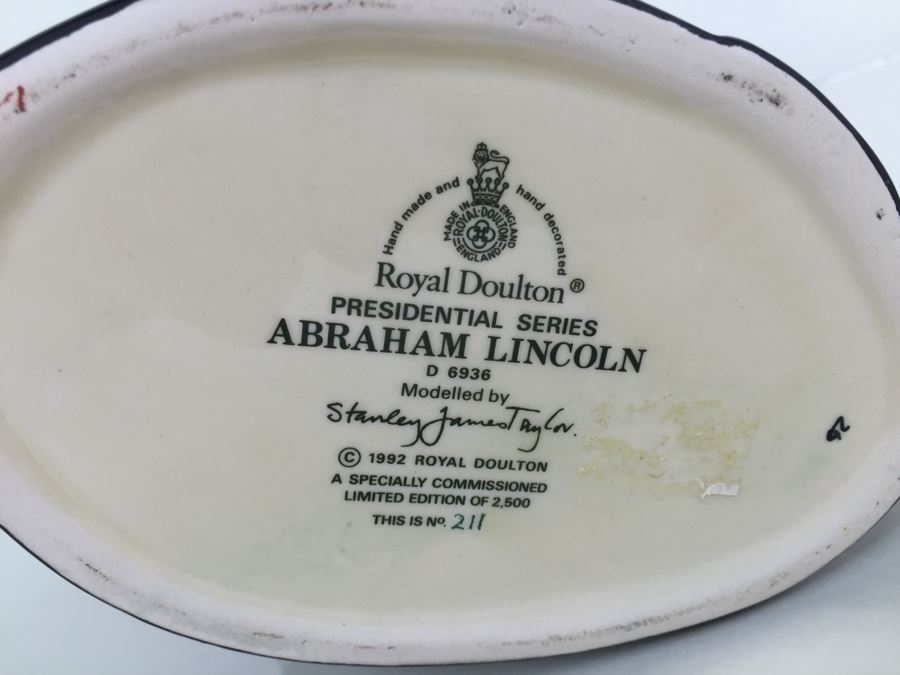 Hand made and hand decorated
MADE IN ENGLAND
ROYAL·DOULTON
ENGLAND
Royal Doulton®
PRESIDENTIAL SERIES
ABRAHAM LINCOLN
D 6936
Modelled by
Stanley James Taylor.
© 1992 ROYAL DOULTON
A SPECIALLY COMMISSIONED
LIMITED EDITION OF 2,500
THIS IS No. 211